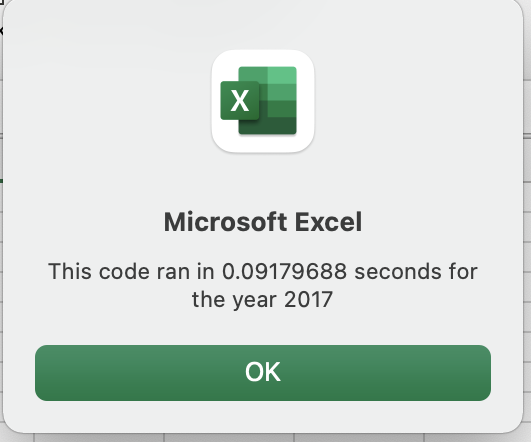 X
Microsoft Excel
This code ran in 0.09179688 seconds for
the year 2017
OK